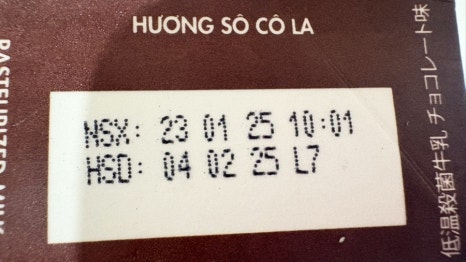 HƯƠNG SÔ CÔ LA
NSX: 23 01 25 10:01
HSD: 04 02 25 L7
PASTEURIZED MILK
低温殺菌牛乳 チョコレート味